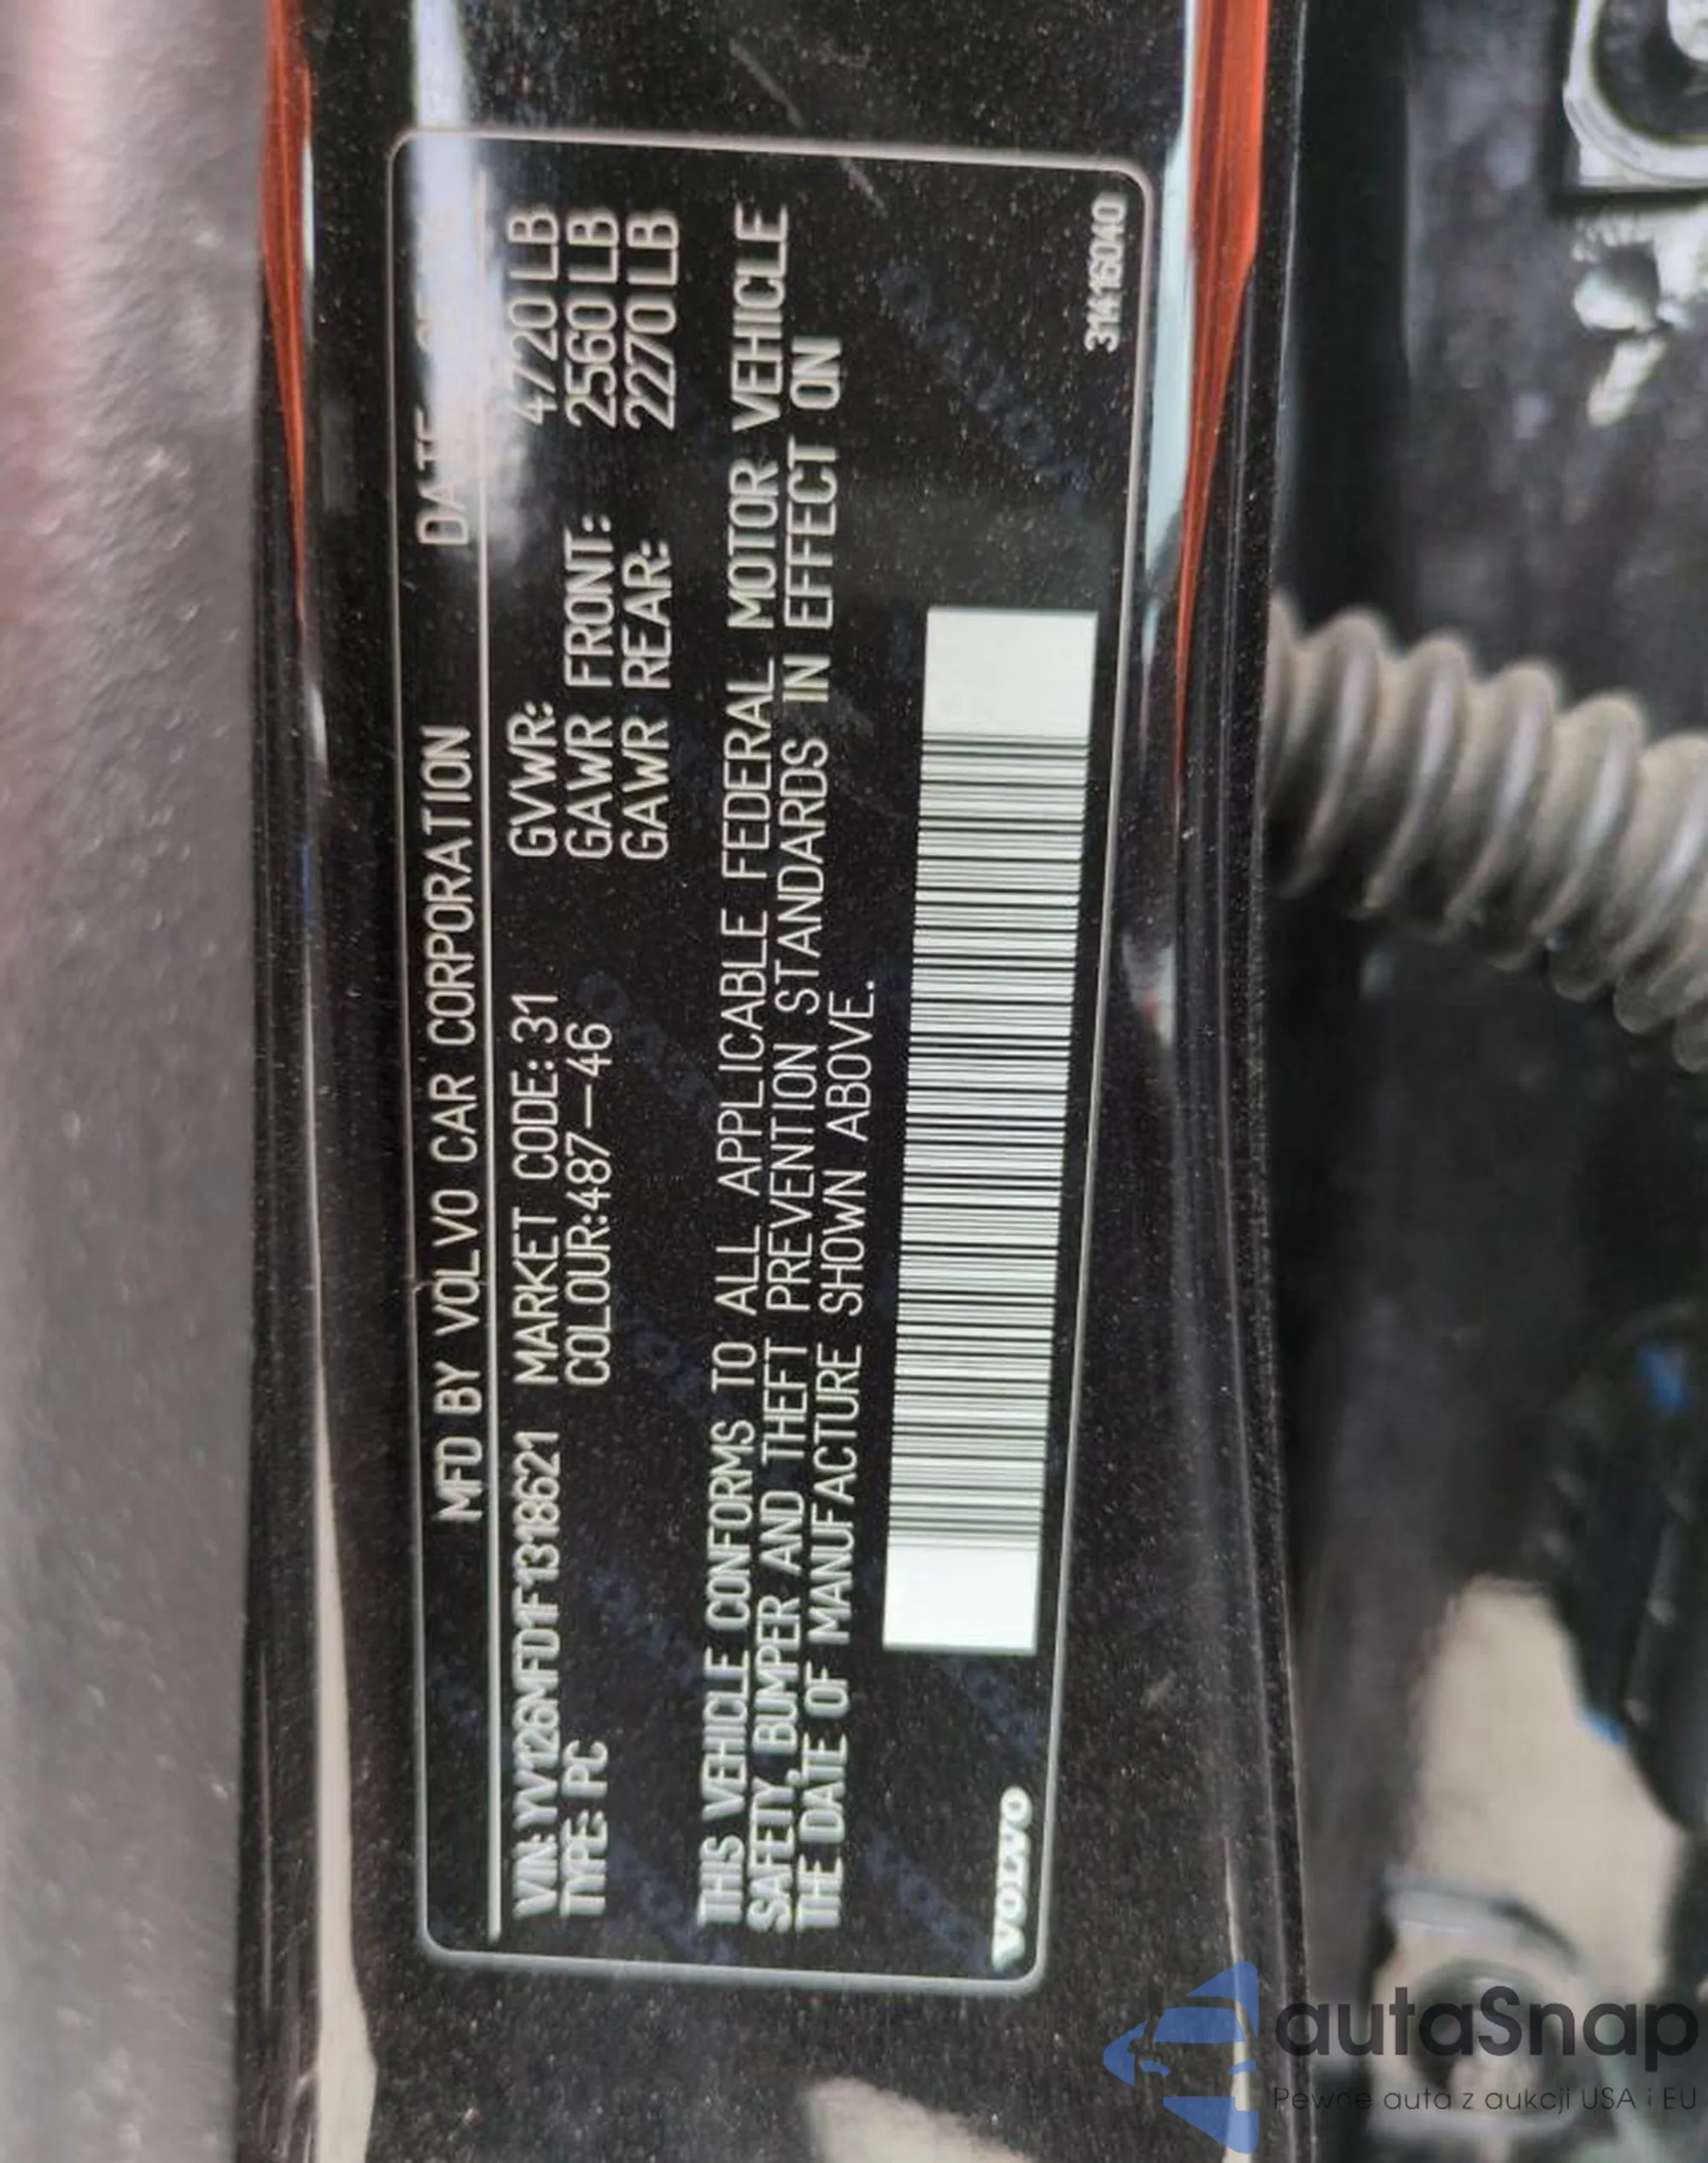 MFD BY VOLVO CAR CORPORATION DATE
VIN: YV126MFD1F1318621 MARKET CODE: 31 GVWR: 4720 LB
TYPE: PC COLOUR:487-46 GAWR FRONT: 2560 LB
GAWR REAR: 2270 LB
THIS VEHICLE CONFORMS TO ALL APPLICABLE FEDERAL MOTOR VEHICLE
SAFETY, BUMPER AND THEFT PREVENTION STANDARDS IN EFFECT ON
THE DATE OF MANUFACTURE SHOWN ABOVE.
VOLVO
31416040
autaSnap
Pewne auta z aukcji USA i EU